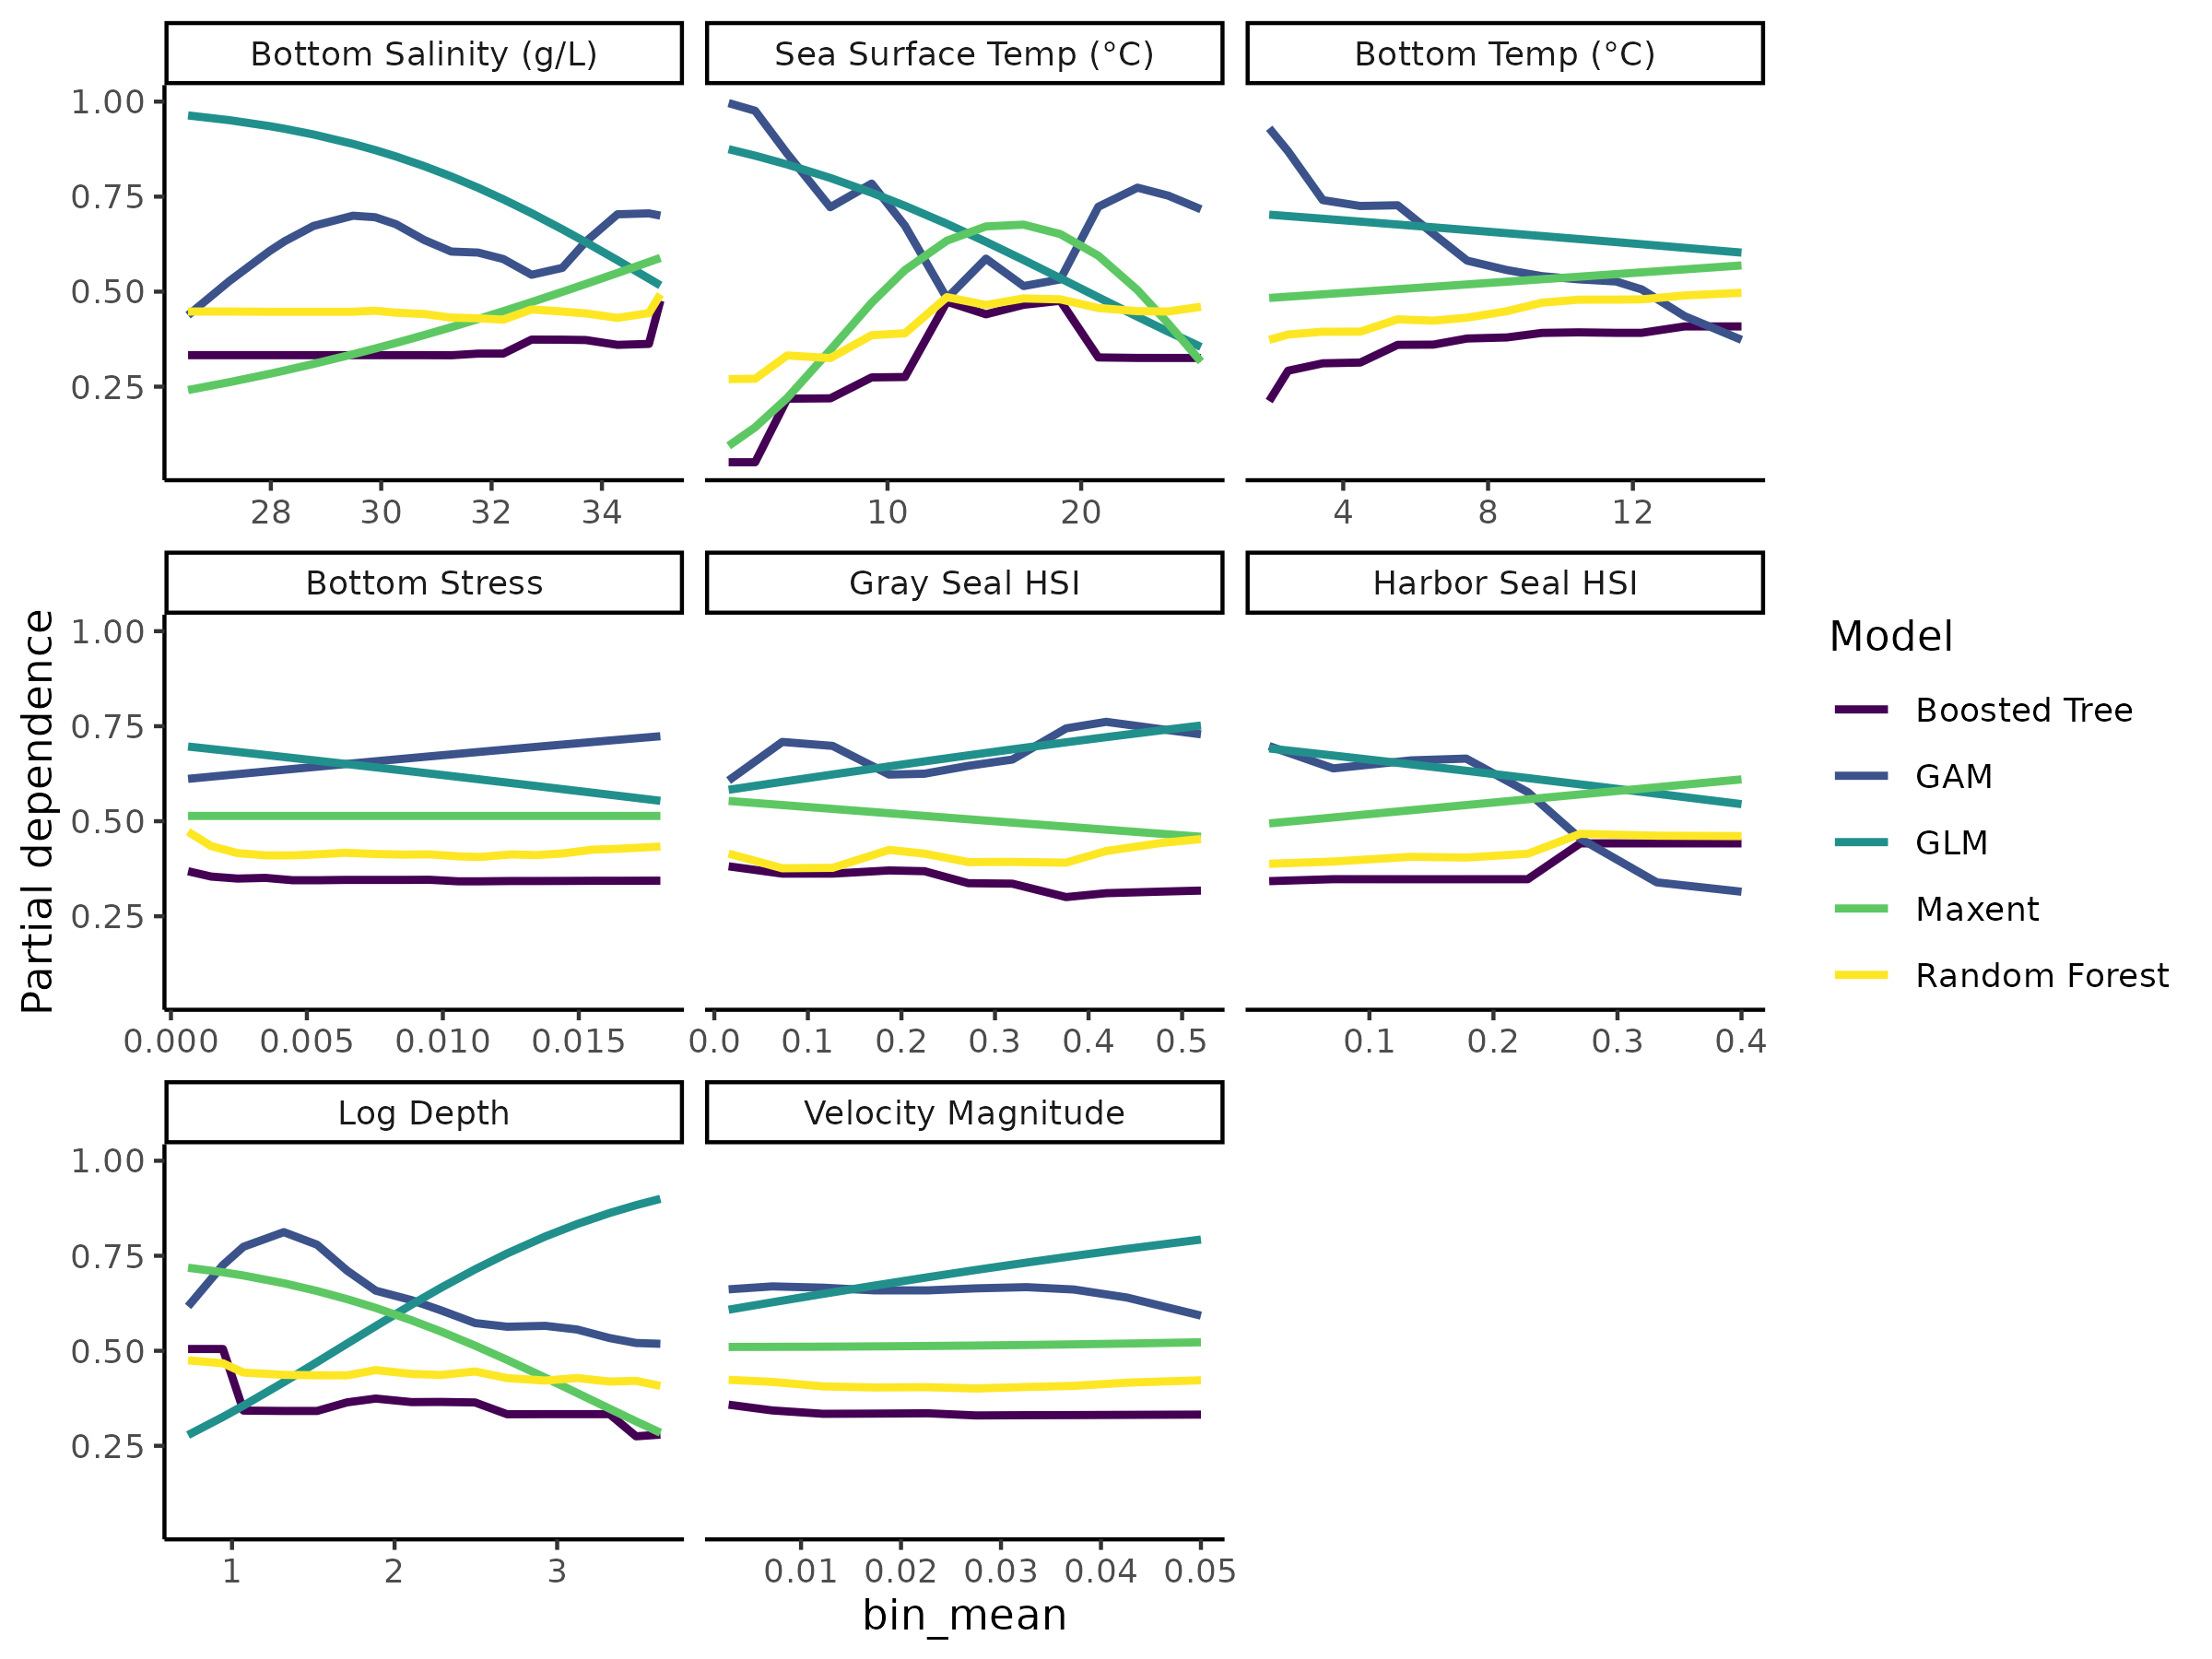 Bottom Salinity (g/L)
Sea Surface Temp (°C)
Bottom Temp (°C)
1.00
0.75
0.50
0.25
28 30 32 34
10 20
4 8 12
Bottom Stress
Gray Seal HSI
Harbor Seal HSI
Partial dependence
1.00
0.75
0.50
0.25
0.000 0.005 0.010 0.015
0.0 0.1 0.2 0.3 0.4 0.5
0.1 0.2 0.3 0.4
Log Depth
Velocity Magnitude
1.00
0.75
0.50
0.25
1 2 3
0.01 0.02 0.03 0.04 0.05
bin_mean
Model
Boosted Tree
GAM
GLM
Maxent
Random Forest